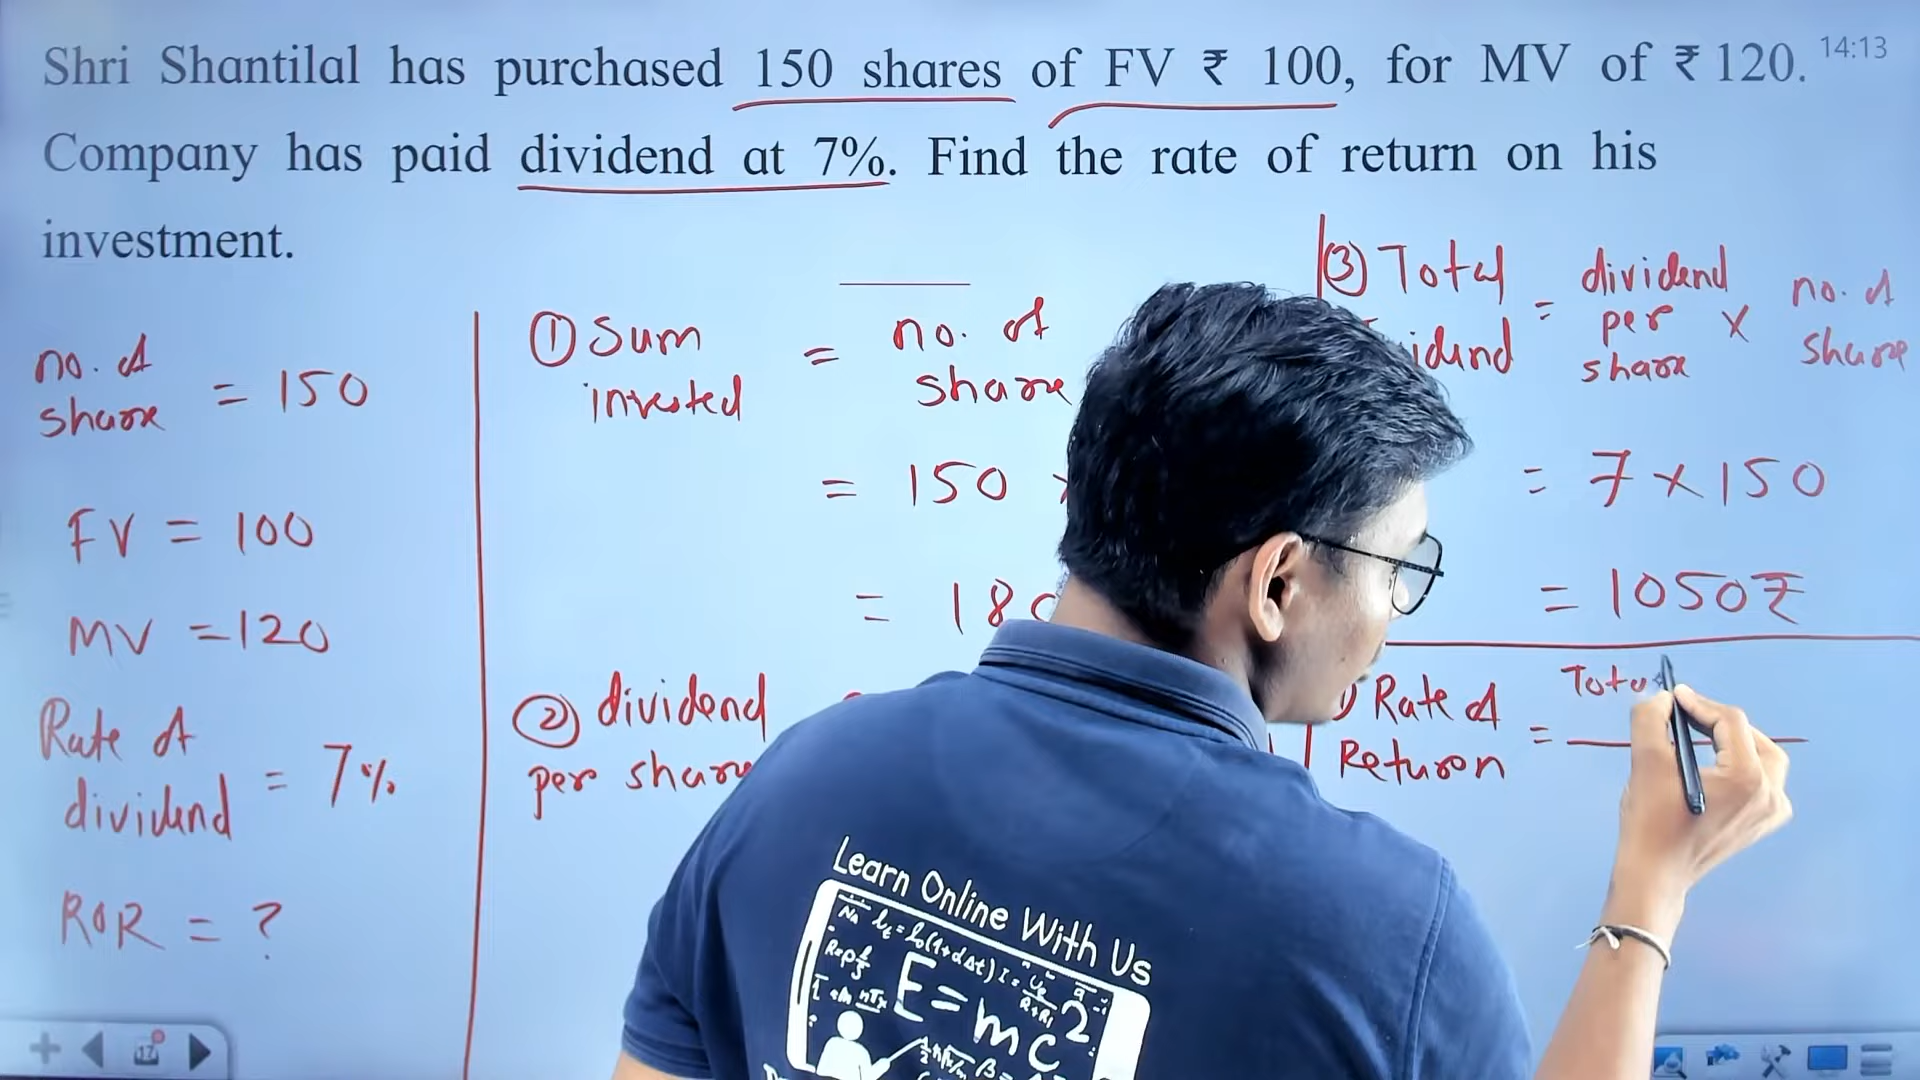 Shri Shantilal has purchased 150 shares of FV ₹ 100, for MV of ₹ 120.
14:13
Company has paid dividend at 7%. Find the rate of return on his
investment.
no. of
share = 150
FV = 100
MV = 120
Rate of
dividend = 7%
ROR = ?
① Sum
invested = no. of
share
= 150
= 180
② dividend
per share
③ Total
idend = dividend
per
share × no. of
share
= 7 × 150
= 1050₹
Rate of
Return = Total
Learn Online With Us
E=mc²
17